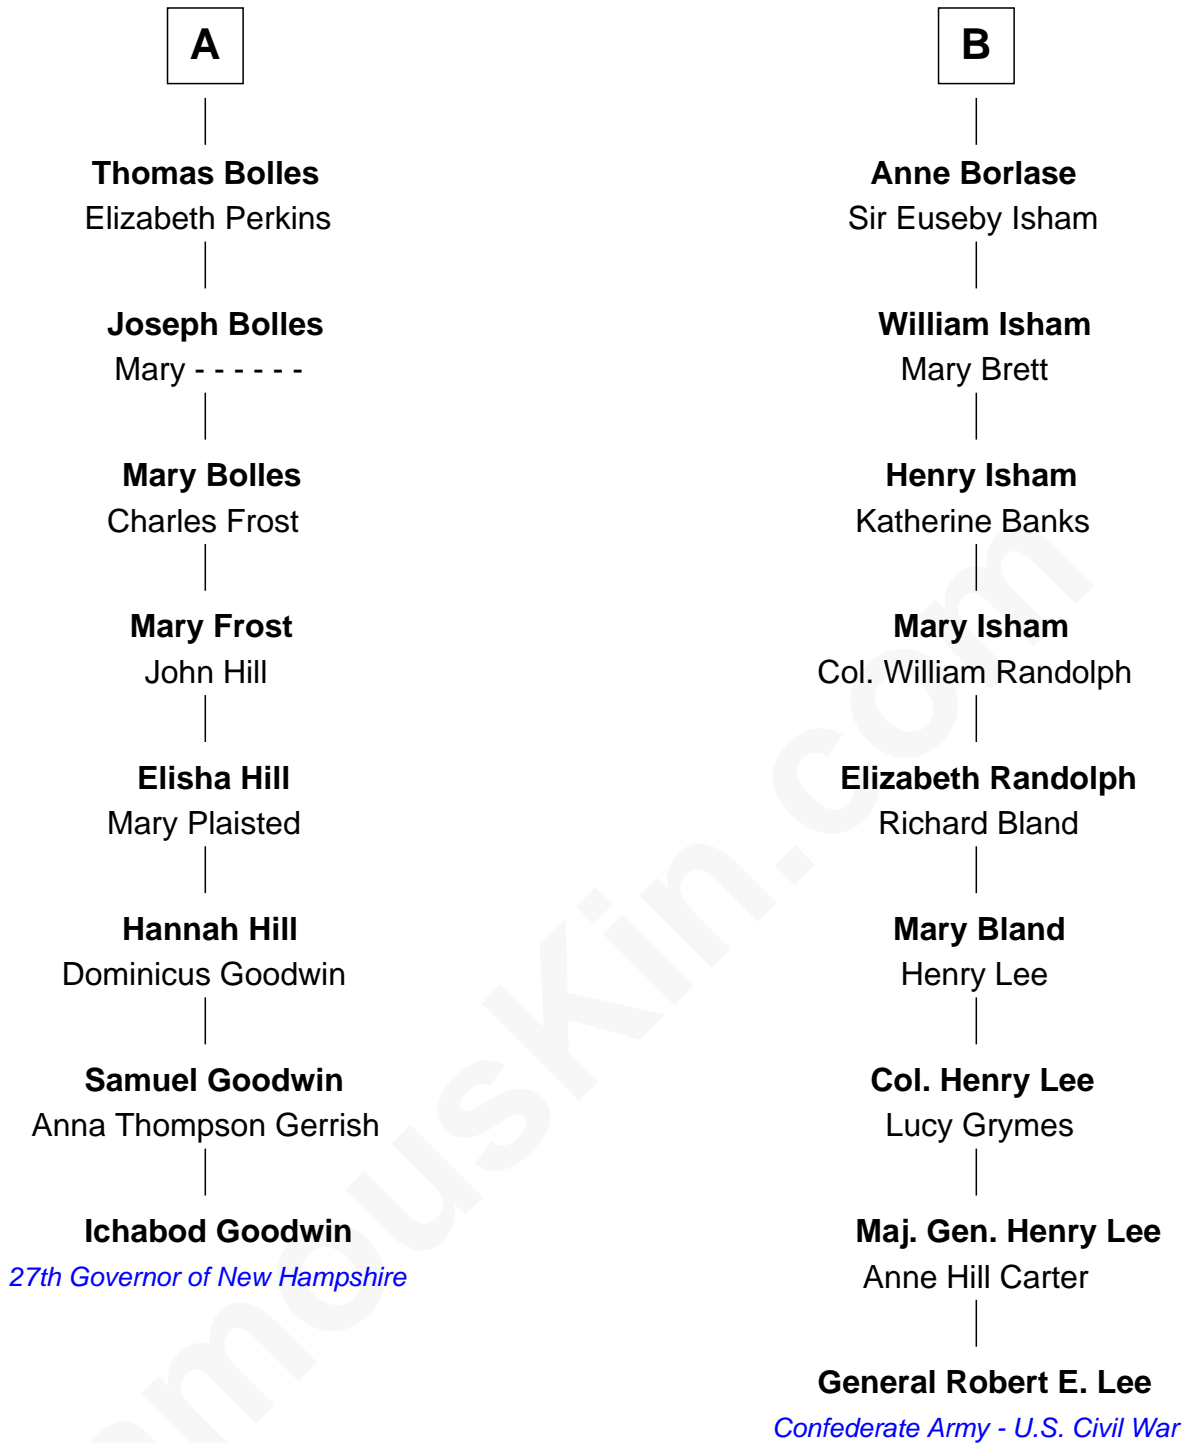 A
Thomas Bolles
Elizabeth Perkins
Joseph Bolles
Mary - - - - - -
Mary Bolles
Charles Frost
Mary Frost
John Hill
Elisha Hill
Mary Plaisted
Hannah Hill
Dominicus Goodwin
Samuel Goodwin
Anna Thompson Gerrish
Ichabod Goodwin
27th Governor of New Hampshire
B
Anne Borlase
Sir Euseby Isham
William Isham
Mary Brett
Henry Isham
Katherine Banks
Mary Isham
Col. William Randolph
Elizabeth Randolph
Richard Bland
Mary Bland
Henry Lee
Col. Henry Lee
Lucy Grymes
Maj. Gen. Henry Lee
Anne Hill Carter
General Robert E. Lee
Confederate Army - U.S. Civil War
amousKin.com